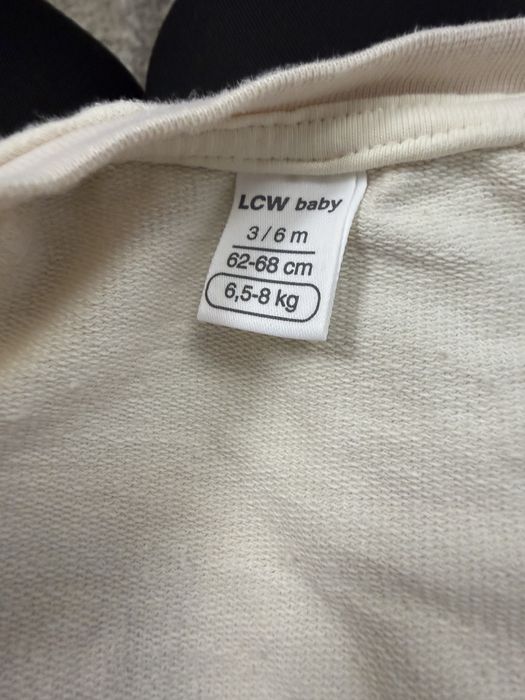 LCW baby
3 / 6 m
62-68 cm
6,5-8 kg